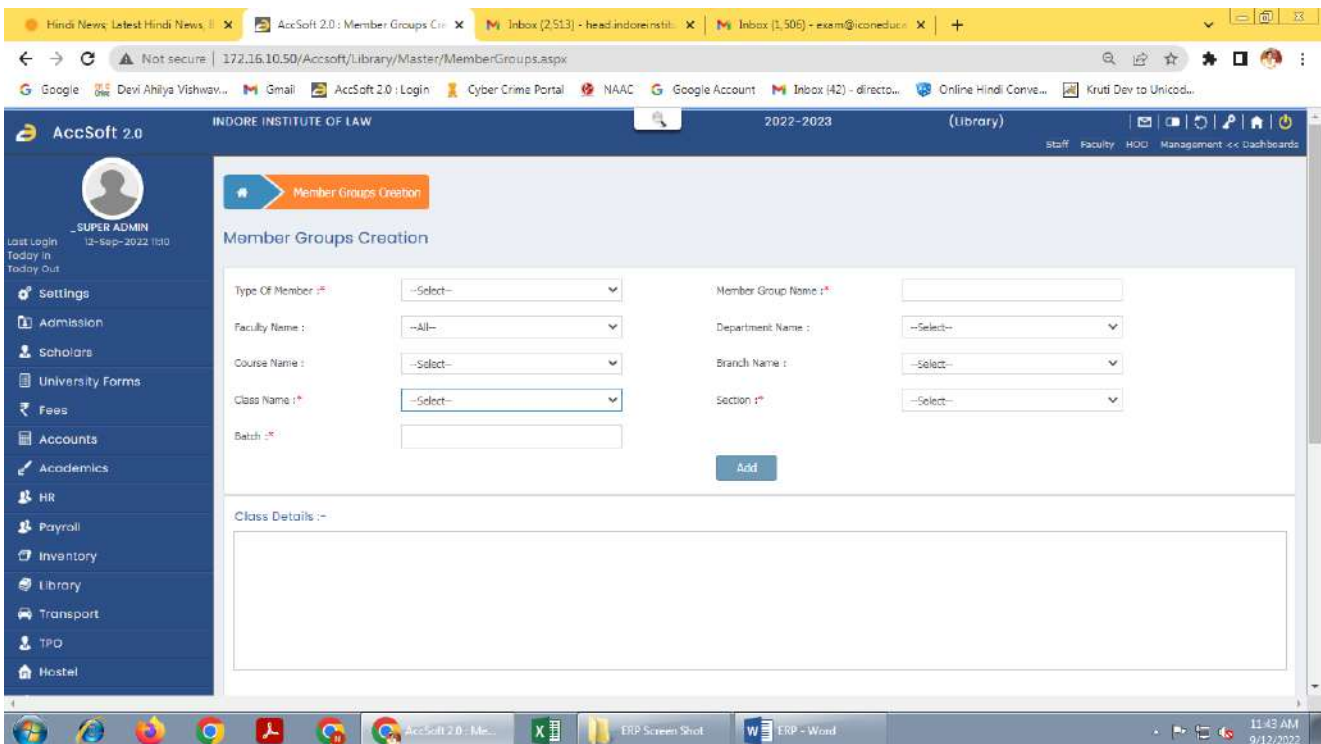 Hindi News; Latest Hindi News,
AccSoft 2.0 : Member Groups Cre
Inbox (2,513) - head.indoreinstit
Inbox (1,506) - exam@iconeduca
Not secure | 172.16.10.50/Accsoft/Library/Master/MemberGroups.aspx
Google
Devi Ahilya Vishwav...
Gmail
AccSoft 2.0 : Login
Cyber Crime Portal
NAAC
Google Account
Inbox (42) - directo...
Online Hindi Conve...
Kruti Dev to Unicod...
AccSoft 2.0
INDORE INSTITUTE OF LAW
2022-2023
(Library)
Staff Faculty HOD Management << Dashboards
_SUPER ADMIN
Last Login 12-Sep-2022 11:10
Today In
Today Out
Settings
Admission
Scholars
University Forms
Fees
Accounts
Academics
HR
Payroll
Inventory
Library
Transport
TPO
Hostel
Member Groups Creation
Member Groups Creation
Type Of Member :* --Select-- Member Group Name :*
Faculty Name : --All-- Department Name : --Select--
Course Name : --Select-- Branch Name : --Select--
Class Name :* --Select-- Section :* --Select--
Batch :*
Add
Class Details :-
AccSoft 2.0 : Me...
ERP Screen Shot
ERP - Word
11:43 AM
9/12/2022